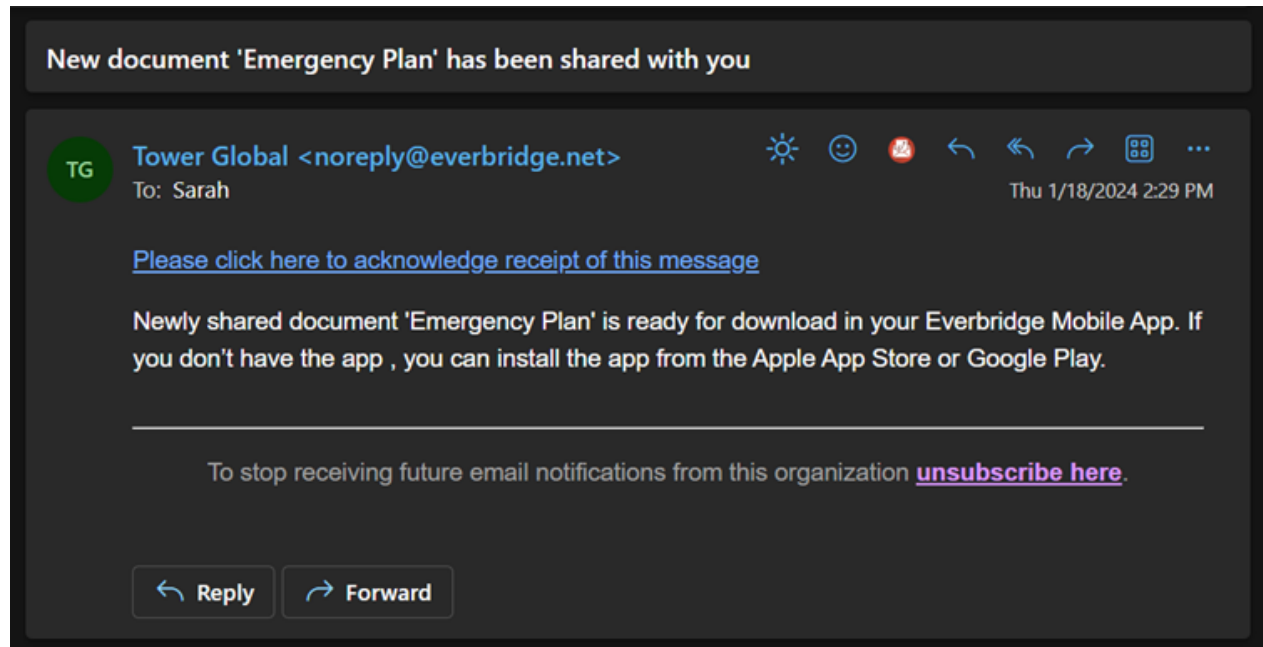 New document 'Emergency Plan' has been shared with you
TG
Tower Global <noreply@everbridge.net>
To: Sarah
Thu 1/18/2024 2:29 PM
Please click here to acknowledge receipt of this message
Newly shared document 'Emergency Plan' is ready for download in your Everbridge Mobile App. If
you don’t have the app , you can install the app from the Apple App Store or Google Play.
To stop receiving future email notifications from this organization unsubscribe here.
Reply
Forward